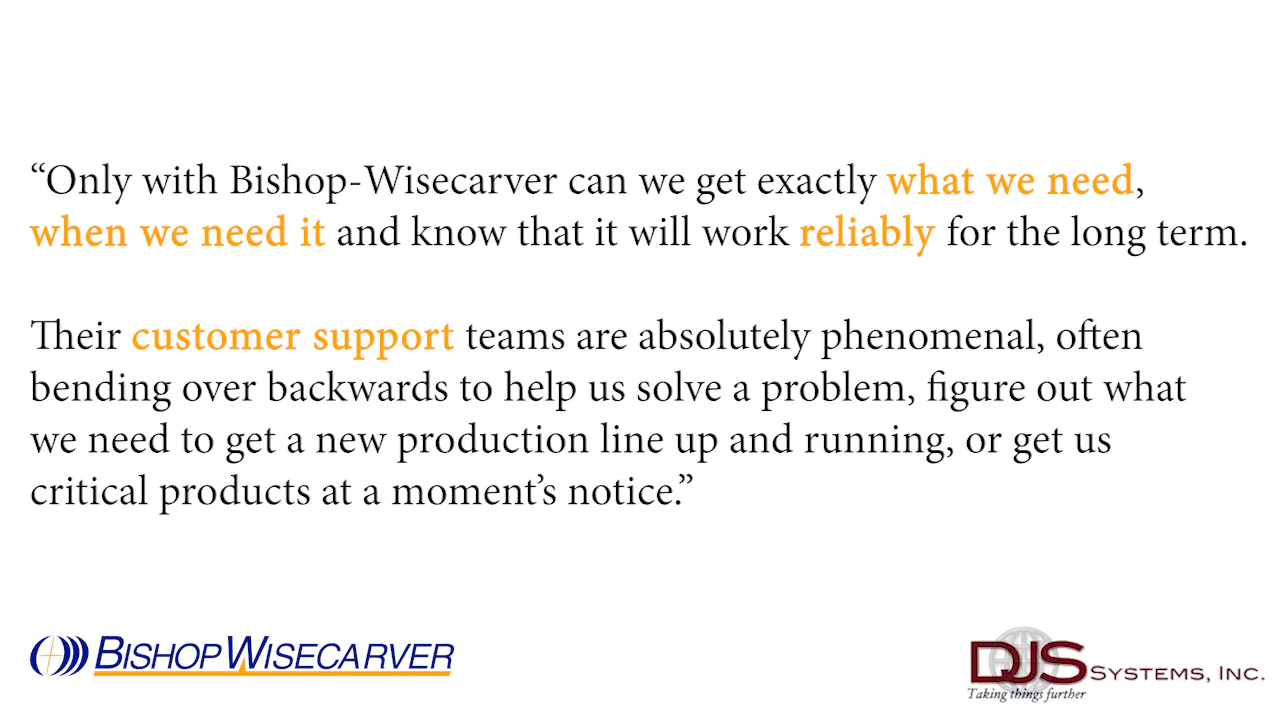 “Only with Bishop-Wisecarver can we get exactly what we need,
when we need it and know that it will work reliably for the long term.
Their customer support teams are absolutely phenomenal, often
bending over backwards to help us solve a problem, figure out what
we need to get a new production line up and running, or get us
critical products at a moment’s notice.”
BISHOPWISECARVER
DJS SYSTEMS, INC.
Taking things further